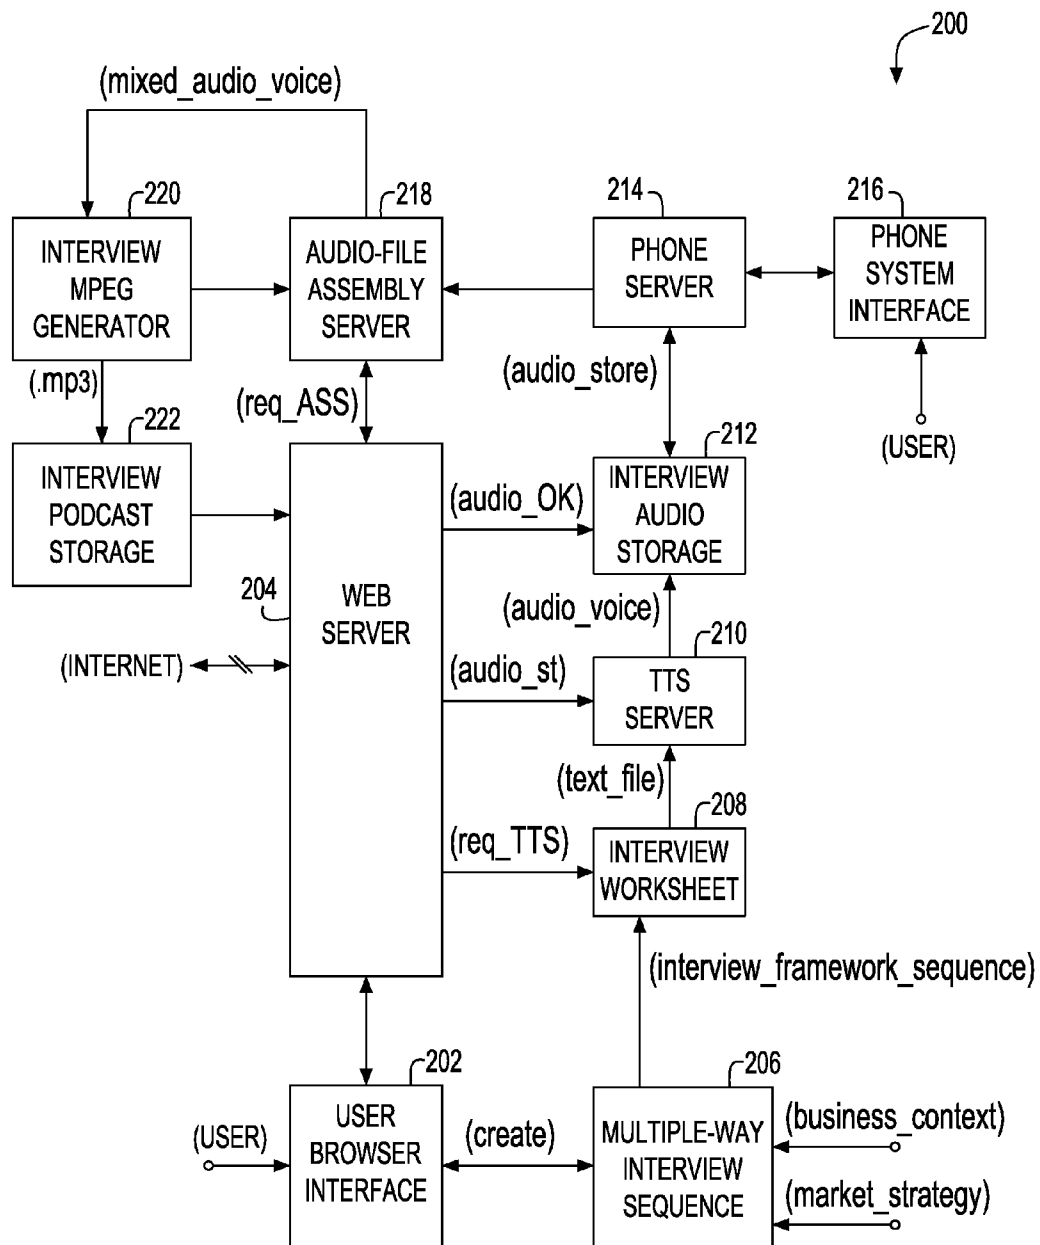 200
(mixed_audio_voice)
220
218
214
216
INTERVIEW
MPEG
GENERATOR
AUDIO-FILE
ASSEMBLY
SERVER
PHONE
SERVER
PHONE
SYSTEM
INTERFACE
(.mp3)
(req_ASS)
(audio_store)
(USER)
222
212
INTERVIEW
PODCAST
STORAGE
(audio_OK)
INTERVIEW
AUDIO
STORAGE
204
WEB
SERVER
(audio_voice)
210
(INTERNET)
(audio_st)
TTS
SERVER
(text_file)
208
(req_TTS)
INTERVIEW
WORKSHEET
(interview_framework_sequence)
202
206
(USER)
USER
BROWSER
INTERFACE
(create)
MULTIPLE-WAY
INTERVIEW
SEQUENCE
(business_context)
(market_strategy)